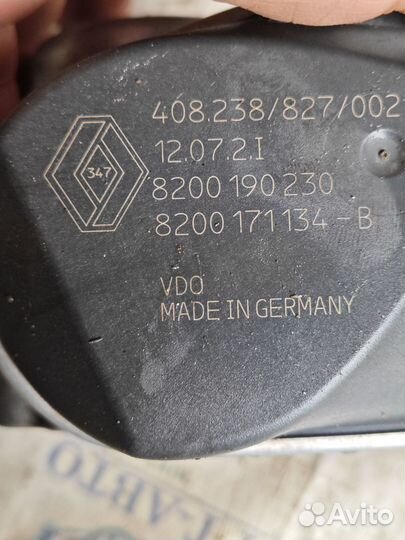 408.238/827/002
347
12.07.2.I
8200 190 230
8200 171 134-B
VDO
MADE IN GERMANY
Т-АВТО
Avito